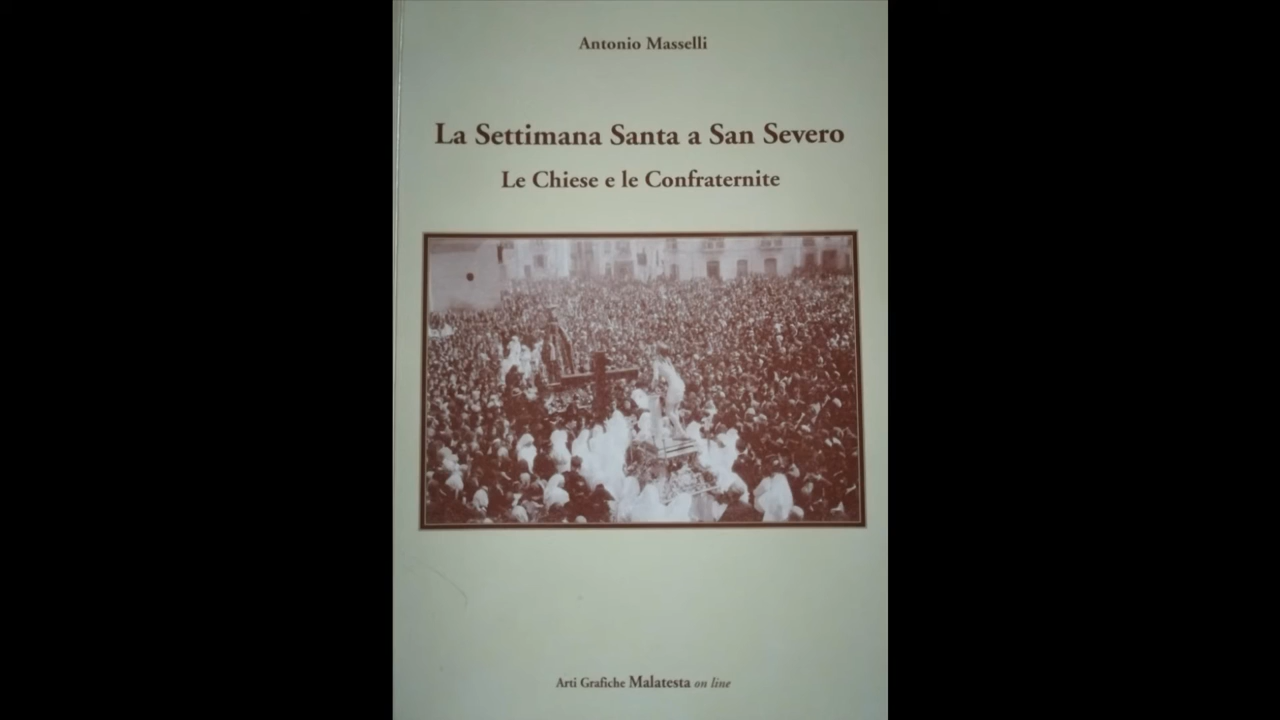 Antonio Masselli
La Settimana Santa a San Severo
Le Chiese e le Confraternite
Arti Grafiche Malatesta on line